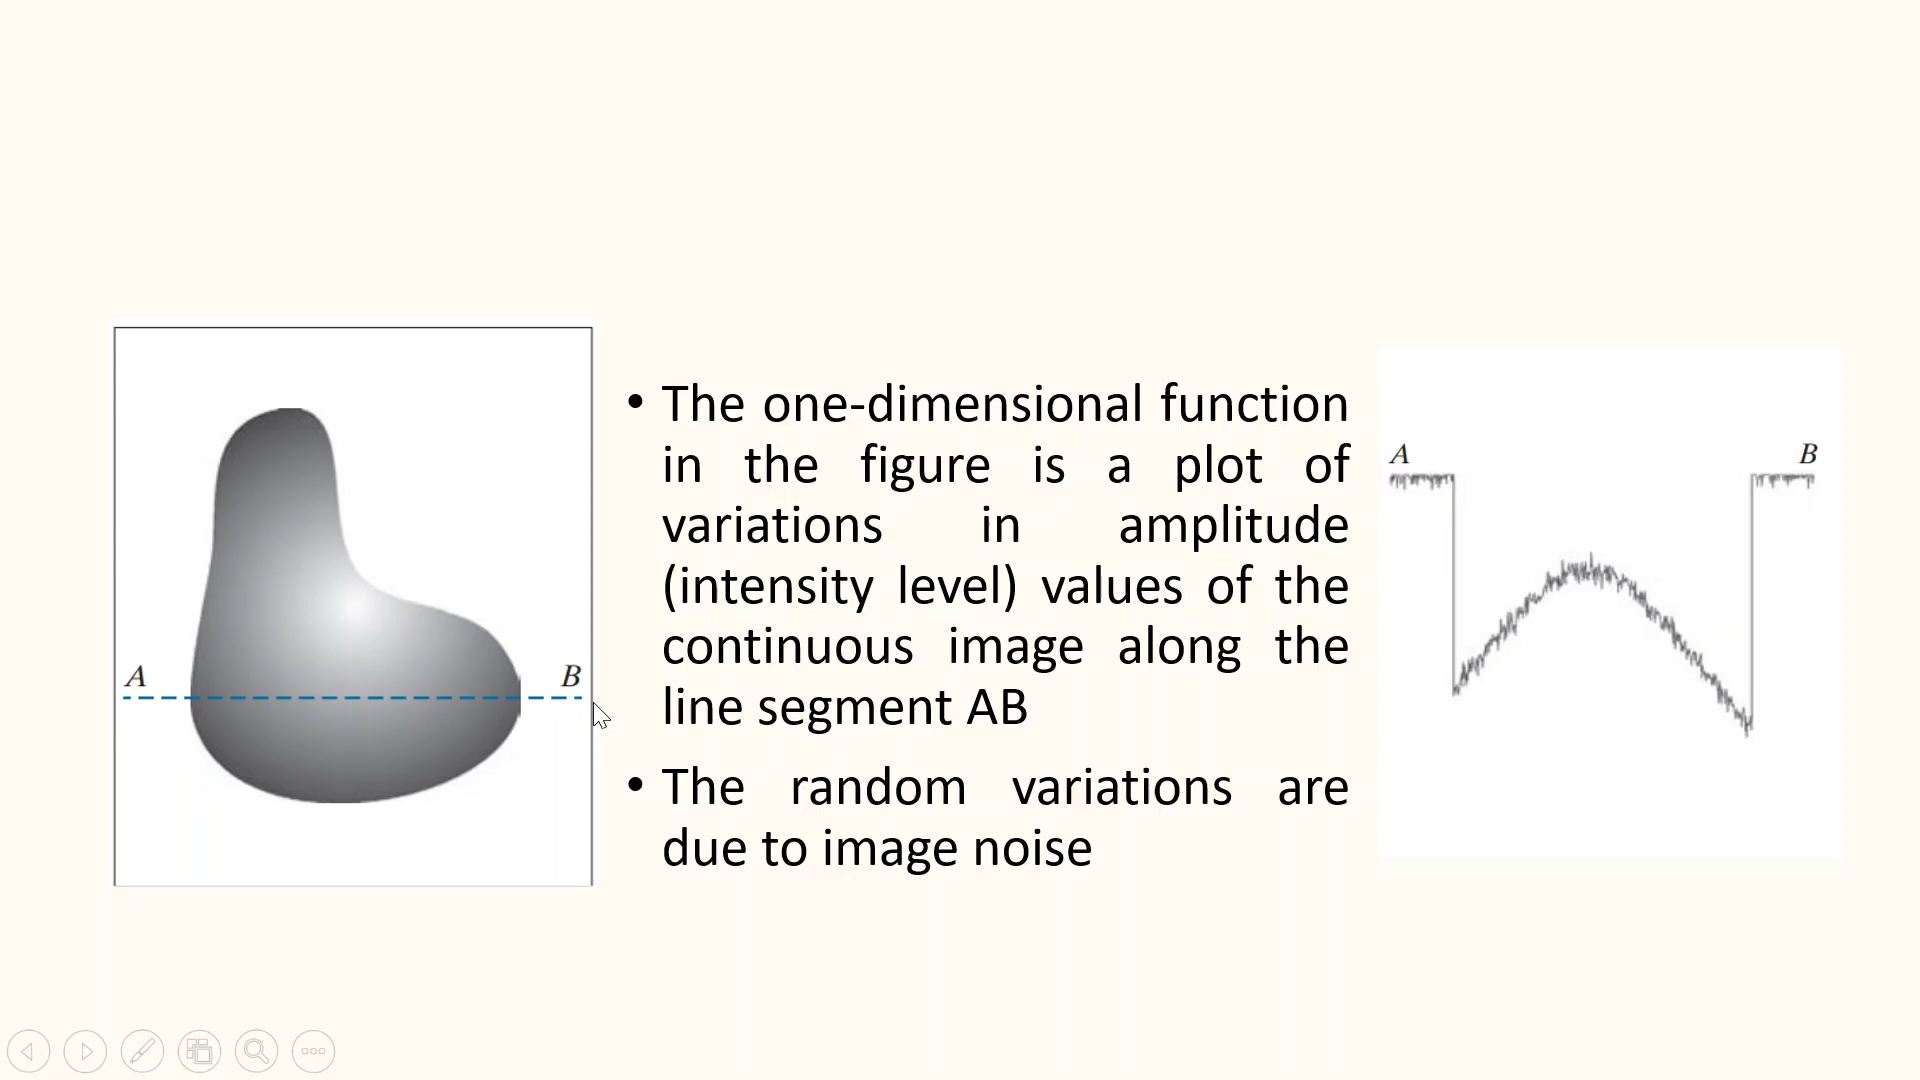 A B
• The one-dimensional function
in the figure is a plot of
variations in amplitude
(intensity level) values of the
continuous image along the
line segment AB
• The random variations are
due to image noise
A B